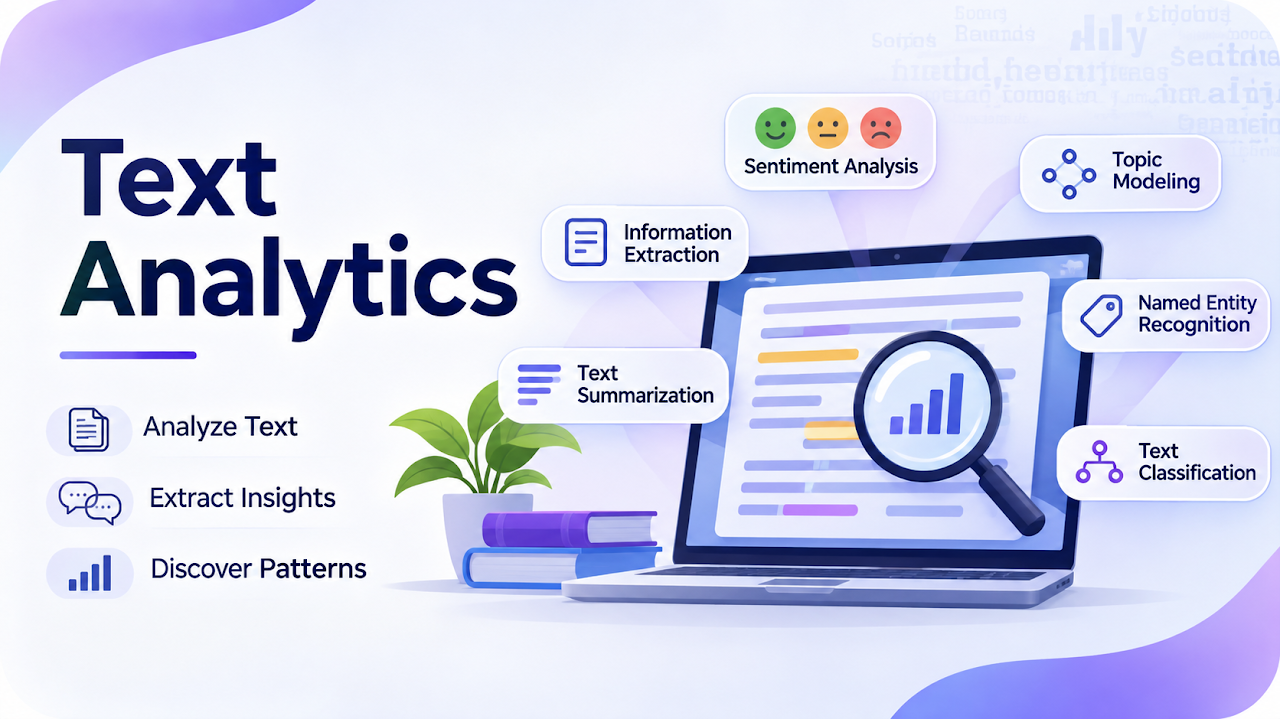 Text
Analytics
Analyze Text
Extract Insights
Discover Patterns
Sentiment Analysis
Information
Extraction
Text
Summarization
Topic
Modeling
Named Entity
Recognition
Text
Classification